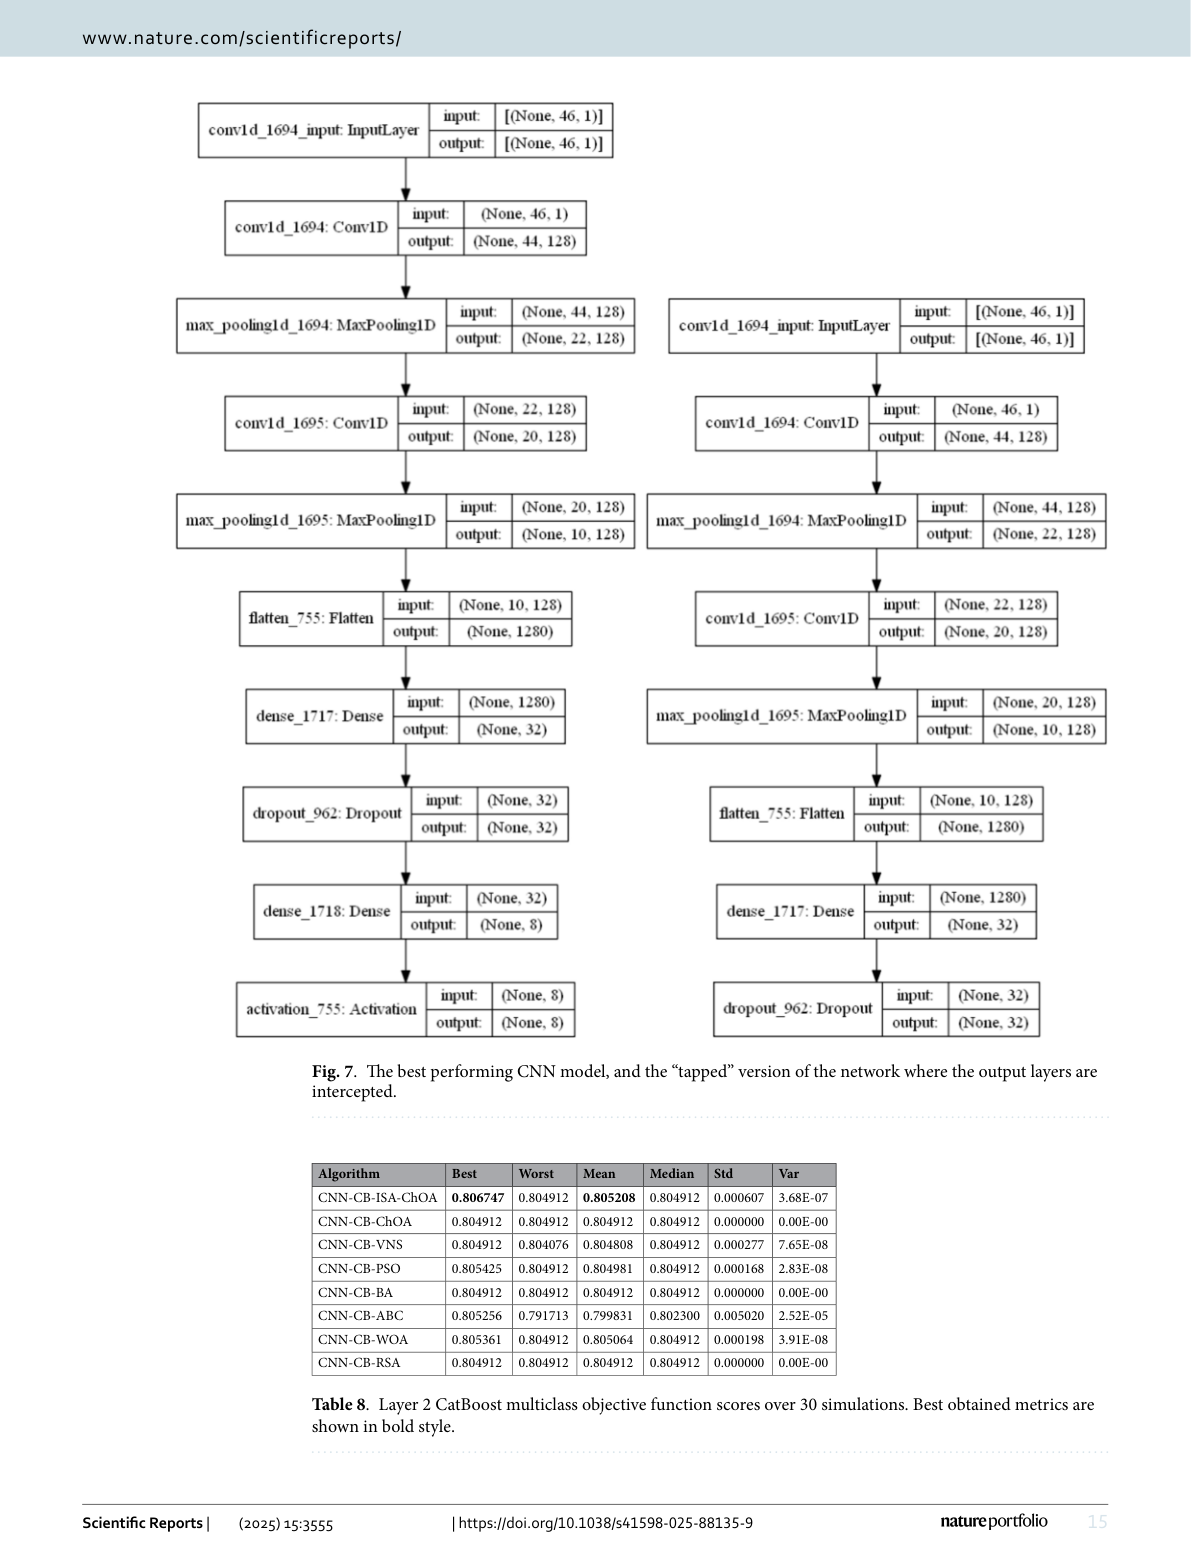 www.nature.com/scientificreports/
conv1d_1694_input: InputLayer
input: [(None, 46, 1)]
output: [(None, 46, 1)]
conv1d_1694: Conv1D
input: (None, 46, 1)
output: (None, 44, 128)
max_pooling1d_1694: MaxPooling1D
input: (None, 44, 128)
output: (None, 22, 128)
conv1d_1695: Conv1D
input: (None, 22, 128)
output: (None, 20, 128)
max_pooling1d_1695: MaxPooling1D
input: (None, 20, 128)
output: (None, 10, 128)
flatten_755: Flatten
input: (None, 10, 128)
output: (None, 1280)
dense_1717: Dense
input: (None, 1280)
output: (None, 32)
dropout_962: Dropout
input: (None, 32)
output: (None, 32)
dense_1718: Dense
input: (None, 32)
output: (None, 8)
activation_755: Activation
input: (None, 8)
output: (None, 8)
conv1d_1694_input: InputLayer
input: [(None, 46, 1)]
output: [(None, 46, 1)]
conv1d_1694: Conv1D
input: (None, 46, 1)
output: (None, 44, 128)
max_pooling1d_1694: MaxPooling1D
input: (None, 44, 128)
output: (None, 22, 128)
conv1d_1695: Conv1D
input: (None, 22, 128)
output: (None, 20, 128)
max_pooling1d_1695: MaxPooling1D
input: (None, 20, 128)
output: (None, 10, 128)
flatten_755: Flatten
input: (None, 10, 128)
output: (None, 1280)
dense_1717: Dense
input: (None, 1280)
output: (None, 32)
dropout_962: Dropout
input: (None, 32)
output: (None, 32)
Fig. 7. The best performing CNN model, and the “tapped” version of the network where the output layers are
intercepted.
Algorithm Best Worst Mean Median Std Var
CNN-CB-ISA-ChOA 0.806747 0.804912 0.805208 0.804912 0.000607 3.68E-07
CNN-CB-ChOA 0.804912 0.804912 0.804912 0.804912 0.000000 0.00E-00
CNN-CB-VNS 0.804912 0.804076 0.804808 0.804912 0.000277 7.65E-08
CNN-CB-PSO 0.805425 0.804912 0.804981 0.804912 0.000168 2.83E-08
CNN-CB-BA 0.804912 0.804912 0.804912 0.804912 0.000000 0.00E-00
CNN-CB-ABC 0.805256 0.791713 0.799831 0.802300 0.005020 2.52E-05
CNN-CB-WOA 0.805361 0.804912 0.805064 0.804912 0.000198 3.91E-08
CNN-CB-RSA 0.804912 0.804912 0.804912 0.804912 0.000000 0.00E-00
Table 8. Layer 2 CatBoost multiclass objective function scores over 30 simulations. Best obtained metrics are
shown in bold style.
Scientific Reports | (2025) 15:3555 | https://doi.org/10.1038/s41598-025-88135-9 natureportfolio 15